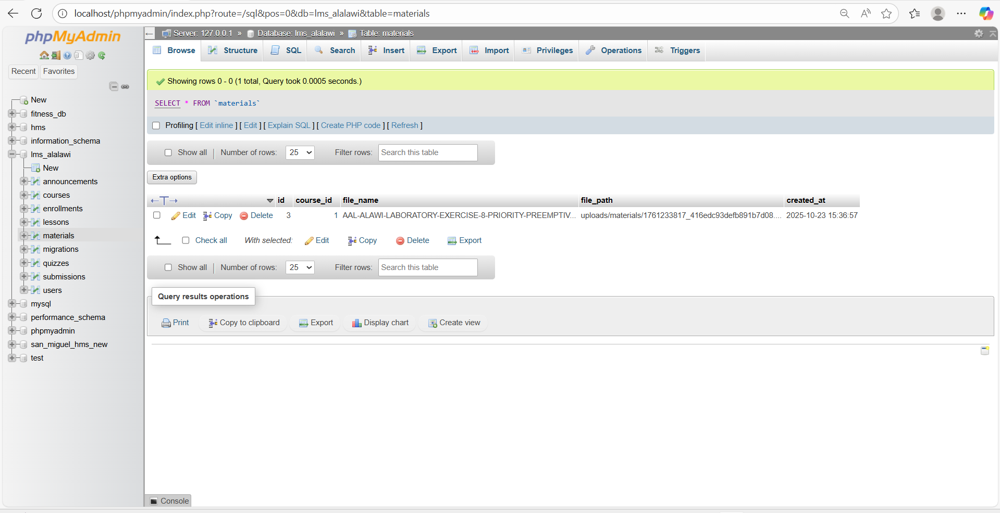 localhost/phpmyadmin/index.php?route=/sql&pos=0&db=lms_alalawi&table=materials
phpMyAdmin
Recent Favorites
New
fitness_db
hms
information_schema
lms_alalawi
New
announcements
courses
enrollments
lessons
materials
migrations
quizzes
submissions
users
mysql
performance_schema
phpmyadmin
san_miguel_hms_new
test
Server: 127.0.0.1 » Database: lms_alalawi » Table: materials
Browse Structure SQL Search Insert Export Import Privileges Operations Triggers
Showing rows 0 - 0 (1 total, Query took 0.0005 seconds.)
SELECT * FROM `materials`
Profiling [ Edit inline ] [ Edit ] [ Explain SQL ] [ Create PHP code ] [ Refresh ]
Show all | Number of rows: 25 Filter rows: Search this table
Extra options
←T→ id course_id file_name file_path created_at
Edit Copy Delete 3 1 AAL-ALAWI-LABORATORY-EXERCISE-8-PRIORITY-PREEMPTIV... uploads/materials/1761233817_416edc93defb891b7d08.... 2025-10-23 15:36:57
Check all With selected: Edit Copy Delete Export
Show all | Number of rows: 25 Filter rows: Search this table
Query results operations
Print Copy to clipboard Export Display chart Create view
Console